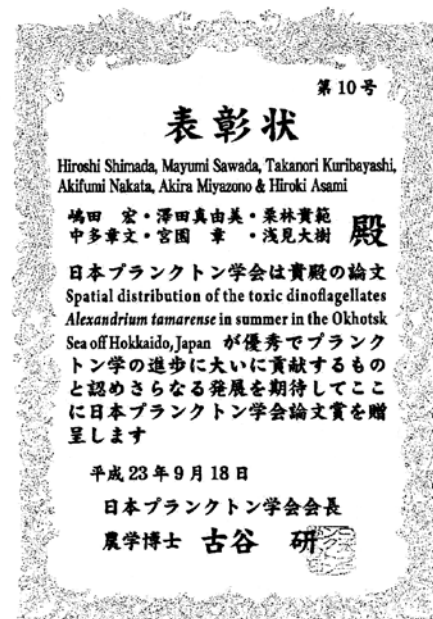 第10号
表彰状
Hiroshi Shimada, Mayumi Sawada, Takanori Kuribayashi,
Akifumi Nakata, Akira Miyazono & Hiroki Asami
嶋田 宏・澤田真由美・栗林貴範
中多章文・宮園 章 ・浅見大樹 殿
日本プランクトン学会は貴殿の論文
Spatial distribution of the toxic dinoflagellates
Alexandrium tamarense in summer in the Okhotsk
Sea off Hokkaido, Japan が優秀でプランク
トン学の進歩に大いに貢献するもの
と認めさらなる発展を期待してここ
に日本プランクトン学会論文賞を贈
呈します
平成23年9月18日
日本プランクトン学会会長
農学博士 古谷 研